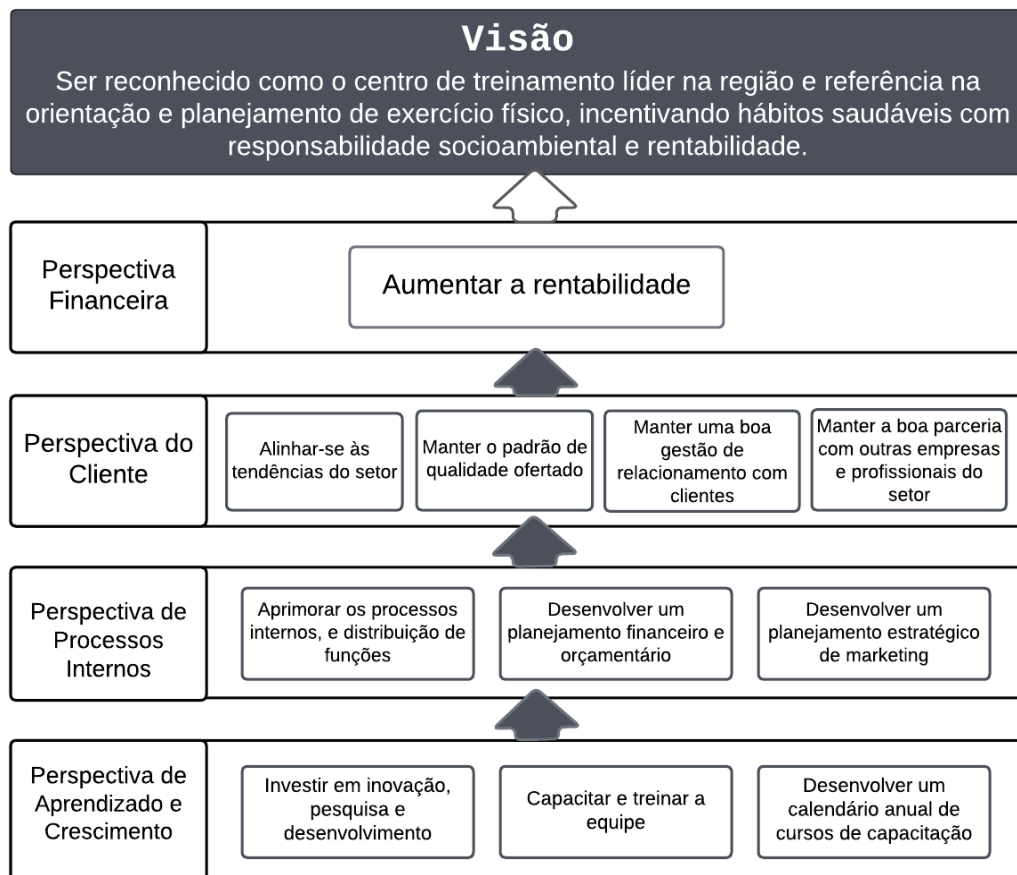 Visão
Ser reconhecido como o centro de treinamento líder na região e referência na
orientação e planejamento de exercício físico, incentivando hábitos saudáveis com
responsabilidade socioambiental e rentabilidade.
Perspectiva
Financeira
Aumentar a rentabilidade
Perspectiva do
Cliente
Alinhar-se às
tendências do setor
Manter o padrão de
qualidade ofertado
Manter uma boa
gestão de
relacionamento com
clientes
Manter a boa parceria
com outras empresas
e profissionais do
setor
Perspectiva de
Processos
Internos
Aprimorar os processos
internos, e distribuição de
funções
Desenvolver um
planejamento financeiro e
orçamentário
Desenvolver um
planejamento estratégico
de marketing
Perspectiva de
Aprendizado e
Crescimento
Investir em inovação,
pesquisa e
desenvolvimento
Capacitar e treinar a
equipe
Desenvolver um
calendário anual de
cursos de capacitação